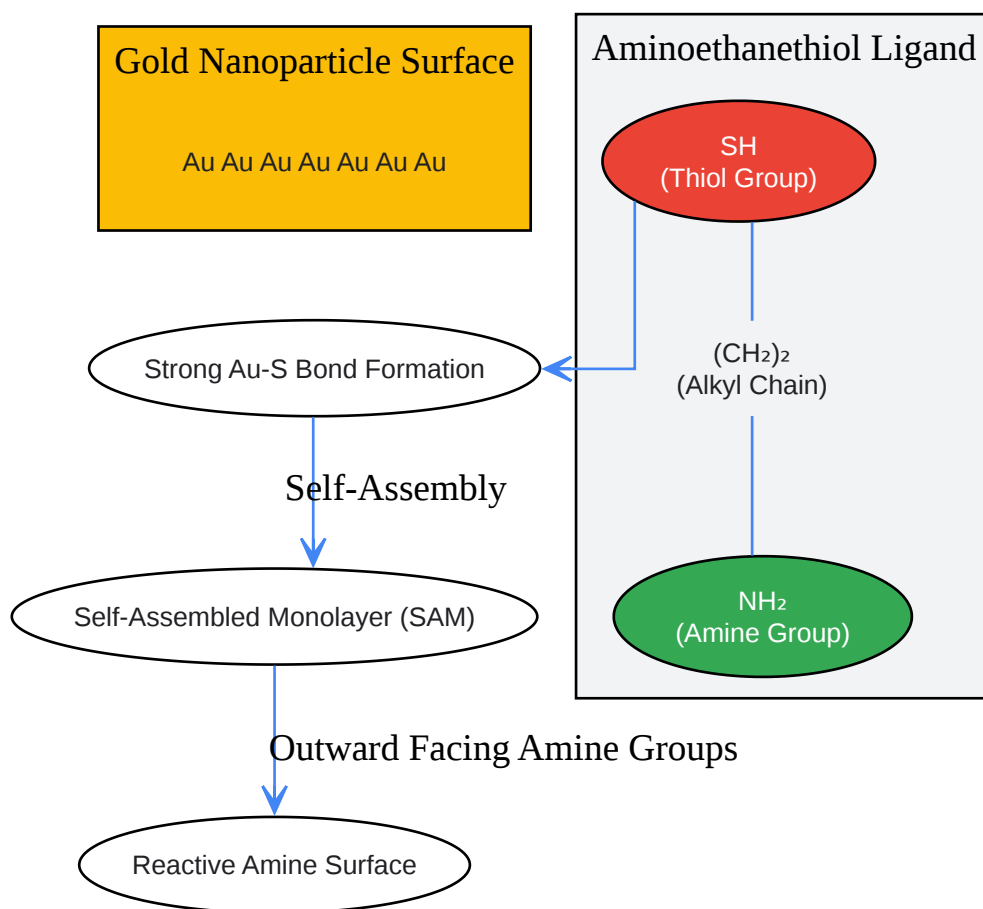 Gold Nanoparticle Surface
Au Au Au Au Au Au Au
Aminoethanethiol Ligand
SH
(Thiol Group)
(CH₂)₂
(Alkyl Chain)
NH₂
(Amine Group)
Strong Au-S Bond Formation
Self-Assembly
Self-Assembled Monolayer (SAM)
Outward Facing Amine Groups
Reactive Amine Surface